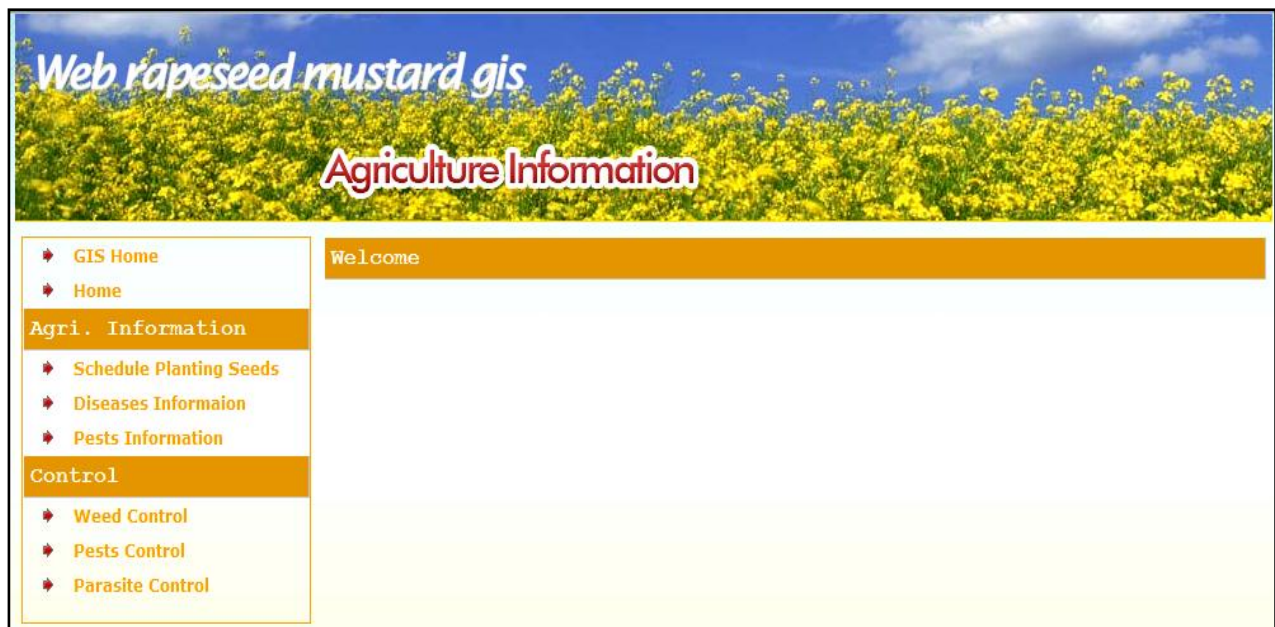 Web rapeseed mustard gis
Agriculture Information
GIS Home
Home
Agri. Information
Schedule Planting Seeds
Diseases Informaion
Pests Information
Control
Weed Control
Pests Control
Parasite Control
Welcome